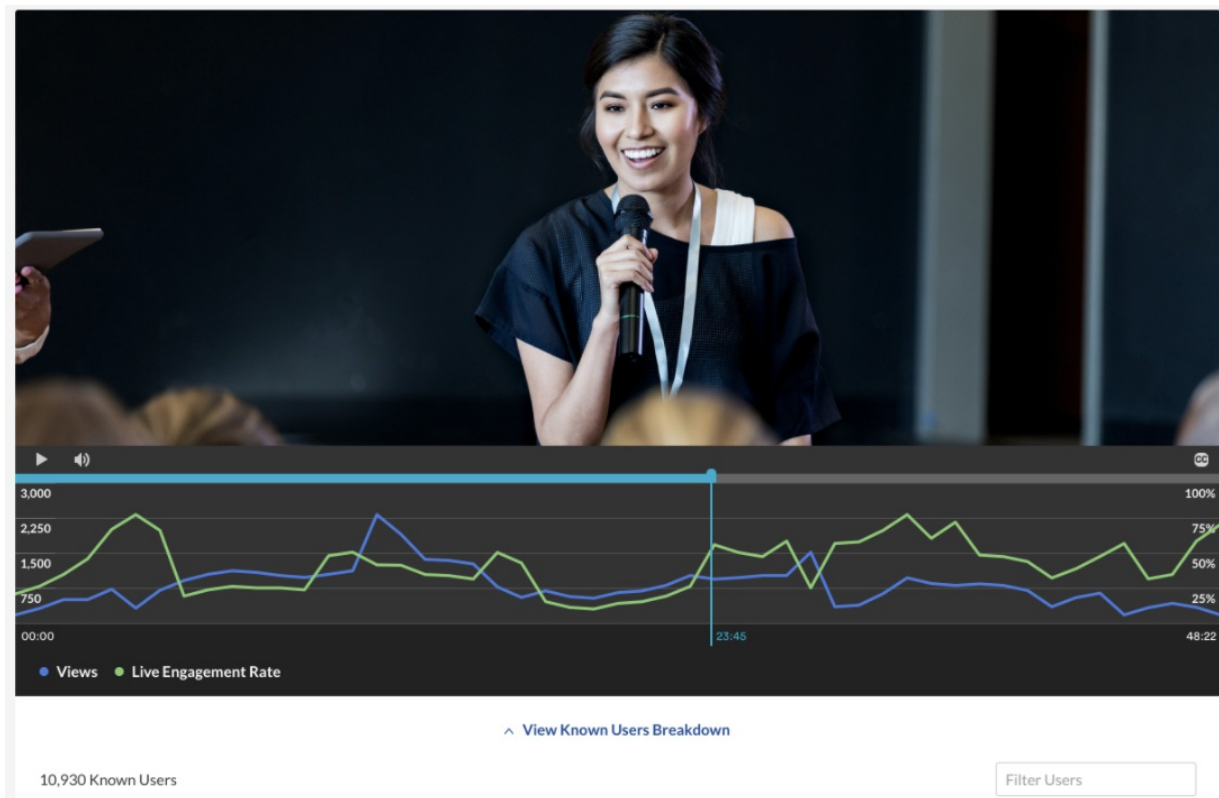 CC
3,000 100%
2,250 75%
1,500 50%
750 25%
00:00 23:45 48:22
Views Live Engagement Rate
View Known Users Breakdown
10,930 Known Users Filter Users